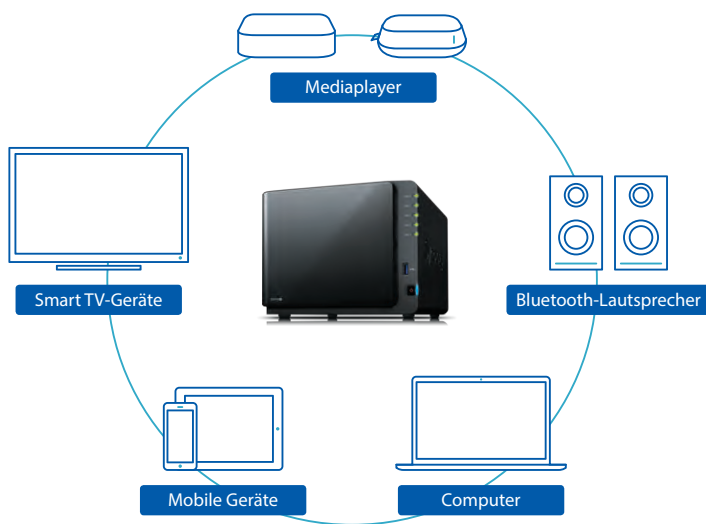 Mediaplayer
Smart TV-Geräte
Bluetooth-Lautsprecher
Mobile Geräte
Computer